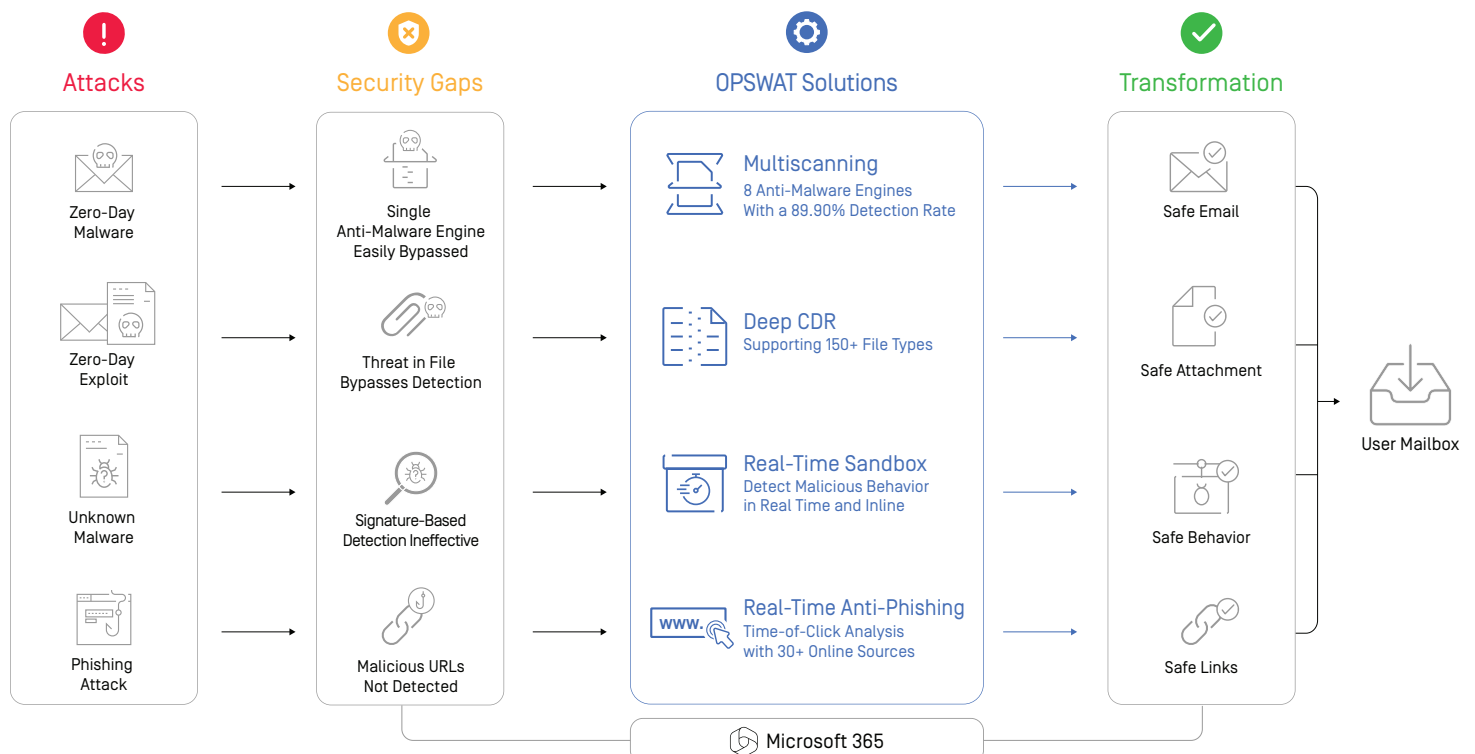 Attacks
Security Gaps
OPSWAT Solutions
Transformation
Zero-Day
Malware
Single
Anti-Malware Engine
Easily Bypassed
Multiscanning
8 Anti-Malware Engines
With a 89.90% Detection Rate
Safe Email
Zero-Day
Exploit
Threat in File
Bypasses Detection
Deep CDR
Supporting 150+ File Types
Safe Attachment
User Mailbox
Unknown
Malware
Signature-Based
Detection Ineffective
Real-Time Sandbox
Detect Malicious Behavior
in Real Time and Inline
Safe Behavior
Phishing
Attack
Malicious URLs
Not Detected
www.
Real-Time Anti-Phishing
Time-of-Click Analysis
with 30+ Online Sources
Safe Links
Microsoft 365